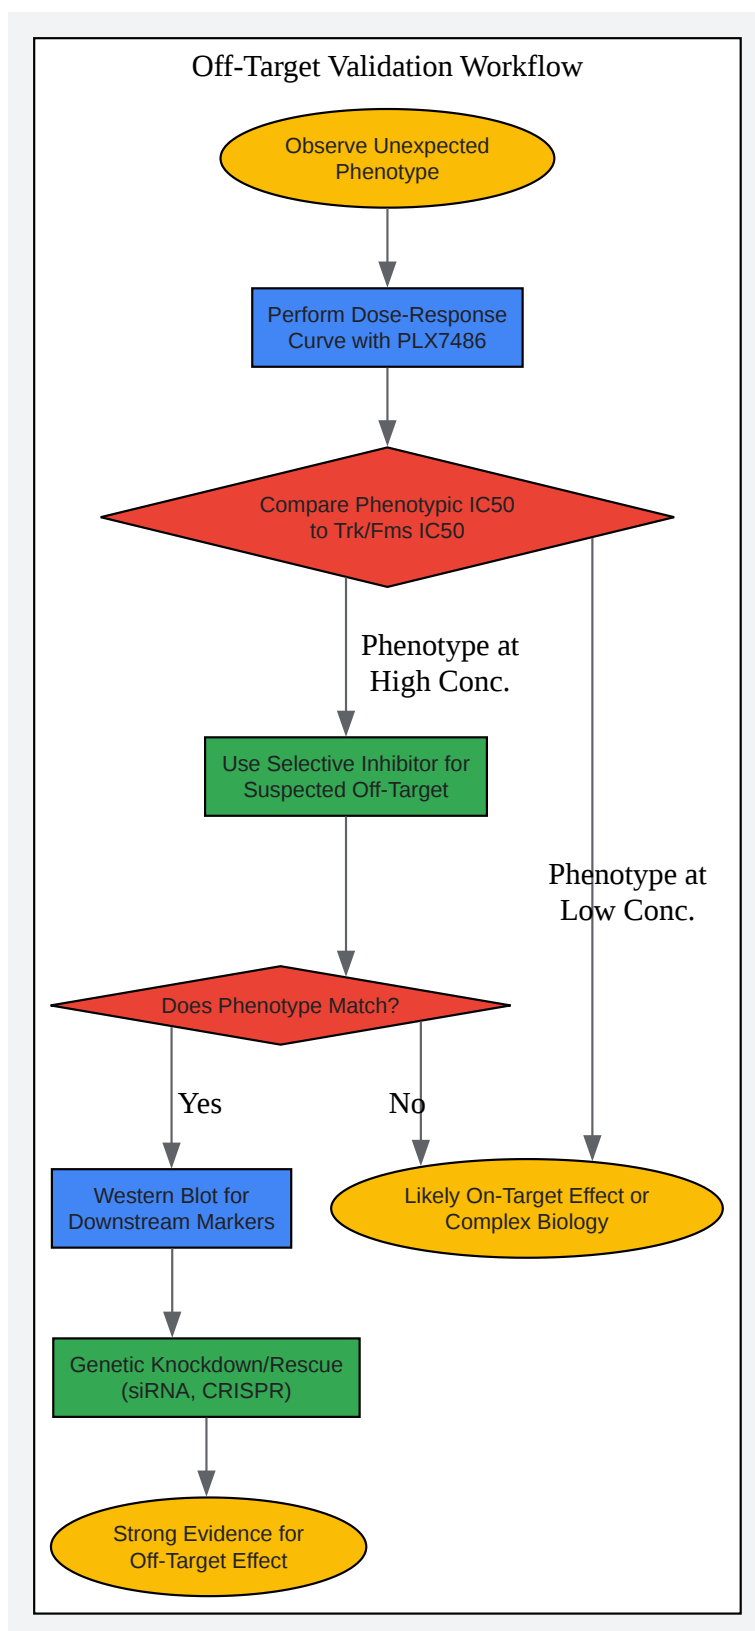 Off-Target Validation Workflow
Observe Unexpected
Phenotype
Perform Dose-Response
Curve with PLX7486
Compare Phenotypic IC50
to Trk/Fms IC50
Phenotype at
High Conc.
Use Selective Inhibitor for
Suspected Off-Target
Phenotype at
Low Conc.
Does Phenotype Match?
Yes
No
Western Blot for
Downstream Markers
Likely On-Target Effect or
Complex Biology
Genetic Knockdown/Rescue
(siRNA, CRISPR)
Strong Evidence for
Off-Target Effect